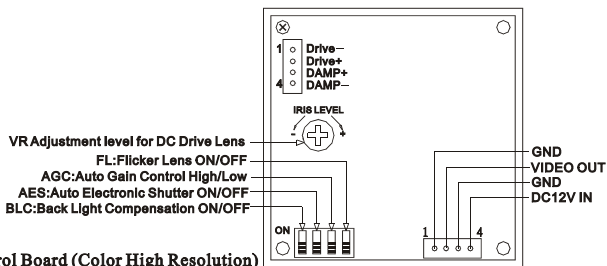 1 Drive−
Drive+
DAMP+
4 DAMP−
IRIS LEVEL
- +
VR Adjustment level for DC Drive Lens
FL:Flicker Lens ON/OFF
AGC:Auto Gain Control High/Low
AES:Auto Electronic Shutter ON/OFF
BLC:Back Light Compensation ON/OFF
ON
GND
VIDEO OUT
GND
DC12V IN
1 4
rol Board (Color High Resolution)